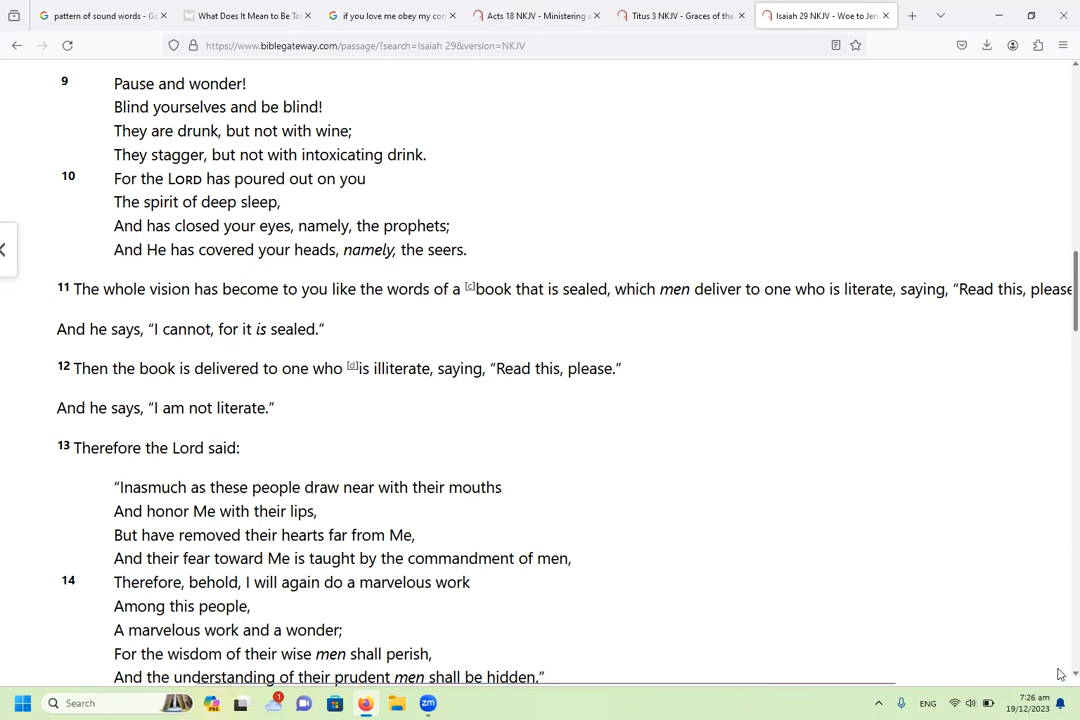 pattern of sound words - Go
What Does It Mean to Be To
if you love me obey my con
Acts 18 NKJV - Ministering a
Titus 3 NKJV - Graces of the
Isaiah 29 NKJV - Woe to Jeru
https://www.biblegateway.com/passage/?search=Isaiah 29&version=NKJV
9 Pause and wonder!
Blind yourselves and be blind!
They are drunk, but not with wine;
They stagger, but not with intoxicating drink.
10 For the LORD has poured out on you
The spirit of deep sleep,
And has closed your eyes, namely, the prophets;
And He has covered your heads, namely, the seers.
11 The whole vision has become to you like the words of a [c]book that is sealed, which men deliver to one who is literate, saying, “Read this, please
And he says, “I cannot, for it is sealed.”
12 Then the book is delivered to one who [d]is illiterate, saying, “Read this, please.”
And he says, “I am not literate.”
13 Therefore the Lord said:
“Inasmuch as these people draw near with their mouths
And honor Me with their lips,
But have removed their hearts far from Me,
And their fear toward Me is taught by the commandment of men,
14 Therefore, behold, I will again do a marvelous work
Among this people,
A marvelous work and a wonder;
For the wisdom of their wise men shall perish,
And the understanding of their prudent men shall be hidden.”
Search
PRE
1
zm
ENG
7:26 am
19/12/2023